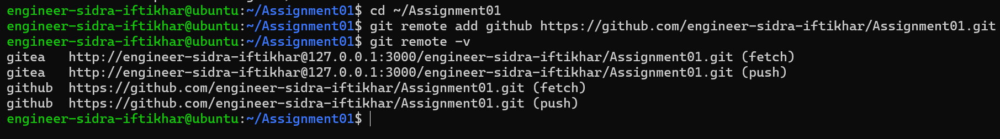 engineer-sidra-iftikhar@ubuntu:~/Assignment01$ cd ~/Assignment01
engineer-sidra-iftikhar@ubuntu:~/Assignment01$ git remote add github https://github.com/engineer-sidra-iftikhar/Assignment01.git
engineer-sidra-iftikhar@ubuntu:~/Assignment01$ git remote -v
gitea   http://engineer-sidra-iftikhar@127.0.0.1:3000/engineer-sidra-iftikhar/Assignment01.git (fetch)
gitea   http://engineer-sidra-iftikhar@127.0.0.1:3000/engineer-sidra-iftikhar/Assignment01.git (push)
github  https://github.com/engineer-sidra-iftikhar/Assignment01.git (fetch)
github  https://github.com/engineer-sidra-iftikhar/Assignment01.git (push)
engineer-sidra-iftikhar@ubuntu:~/Assignment01$